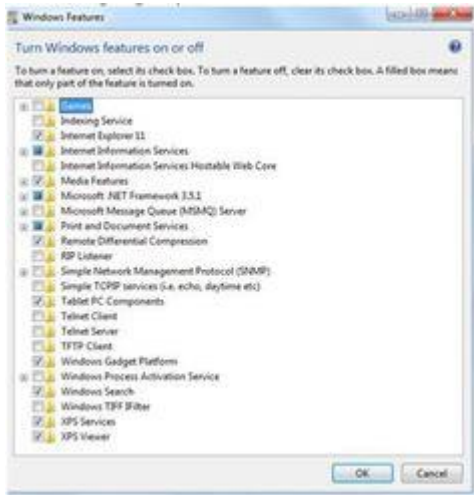 Windows Features
Turn Windows features on or off
To turn a feature on, select its check box. To turn a feature off, clear its check box. A filled box means
that only part of the feature is turned on.
Games
Indexing Service
Internet Explorer 11
Internet Information Services
Internet Information Services Hostable Web Core
Media Features
Microsoft .NET Framework 3.5.1
Microsoft Message Queue (MSMQ) Server
Print and Document Services
Remote Differential Compression
RIP Listener
Simple Network Management Protocol (SNMP)
Simple TCPIP services (i.e. echo, daytime etc)
Tablet PC Components
Telnet Client
Telnet Server
TFTP Client
Windows Gadget Platform
Windows Process Activation Service
Windows Search
Windows TIFF IFilter
XPS Services
XPS Viewer
OK Cancel